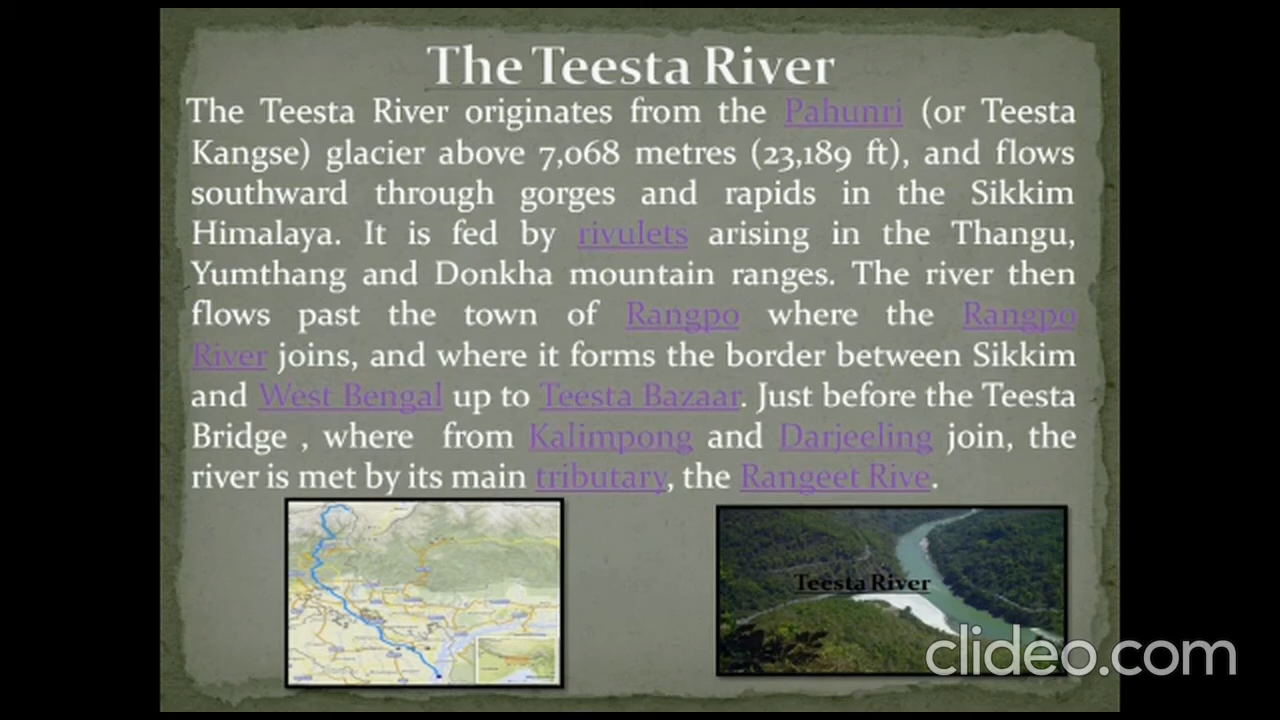 The Teesta River
The Teesta River originates from the Pahunri (or Teesta
Kangse) glacier above 7,068 metres (23,189 ft), and flows
southward through gorges and rapids in the Sikkim
Himalaya. It is fed by rivulets arising in the Thangu,
Yumthang and Donkha mountain ranges. The river then
flows past the town of Rangpo where the Rangpo
River joins, and where it forms the border between Sikkim
and West Bengal up to Teesta Bazaar. Just before the Teesta
Bridge , where from Kalimpong and Darjeeling join, the
river is met by its main tributary, the Rangeet Rive.
Teesta River
clideo.com